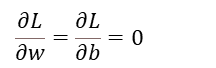 ∂L/∂w = ∂L/∂b = 0